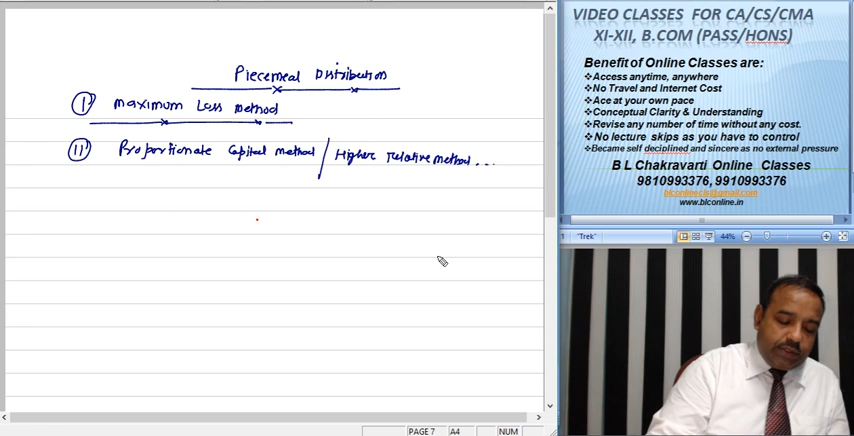 Piecemeal Distribution
I) Maximum Loss method
II) Proportionate Capital method / Higher relative method ...
PAGE 7 A4 NUM
VIDEO CLASSES FOR CA/CS/CMA
XI-XII, B.COM (PASS/HONS)
Benefit of Online Classes are:
❖Access anytime, anywhere
❖No Travel and Internet Cost
❖Ace at your own pace
❖Conceptual Clarity & Understanding
❖Revise any number of time without any cost.
❖No lecture skips as you have to control
❖Became self deciplined and sincere as no external pressure
B L Chakravarti Online Classes
9810993376, 9910993376
blconlinecls@gmail.com
www.blconline.in
1 "Trek" 44%